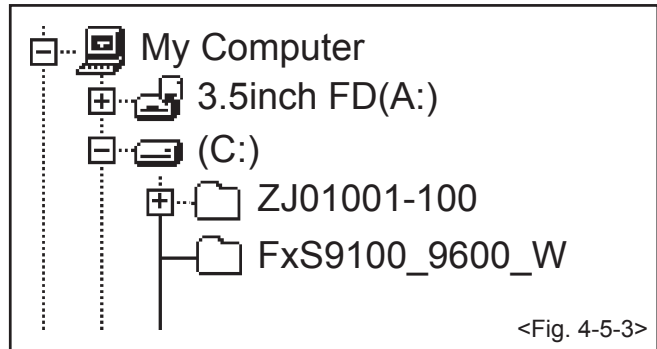 My Computer
3.5inch FD(A:)
(C:)
ZJ01001-100
FxS9100_9600_W
<Fig. 4-5-3>